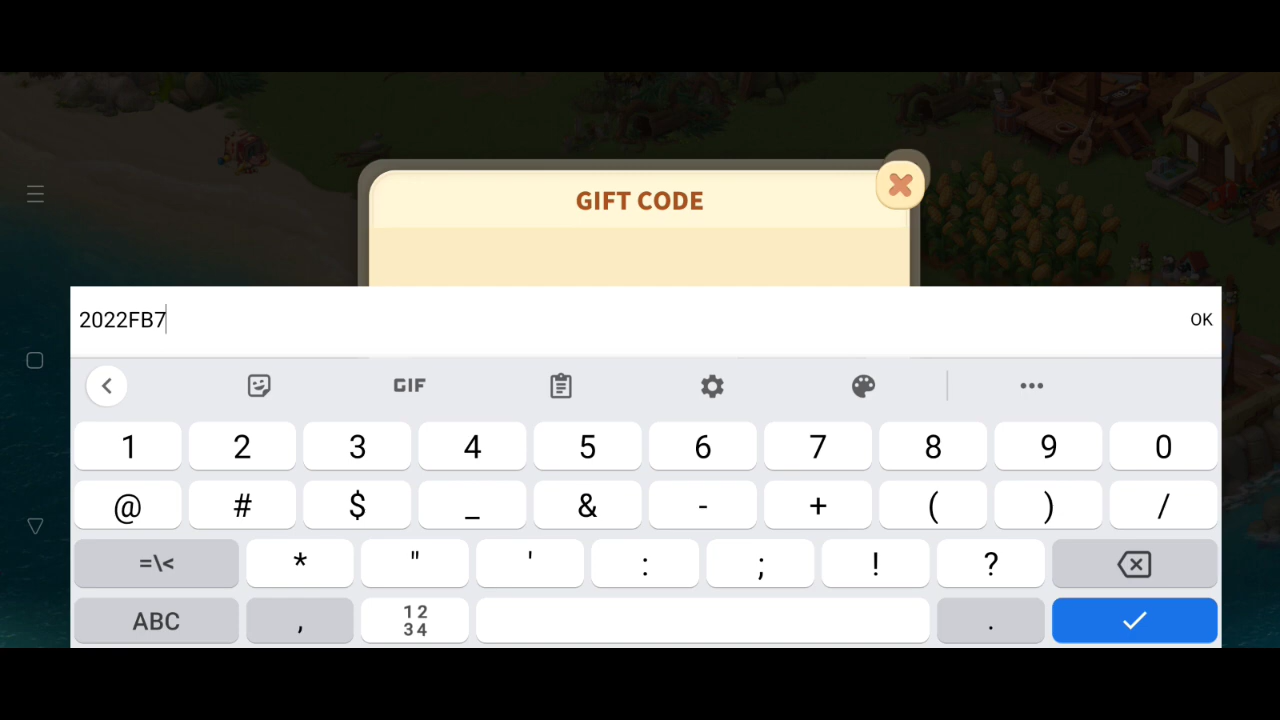 GIFT CODE
2022FB7
OK
GIF
1 2 3 4 5 6 7 8 9 0
@ # $ _ & - + ( ) /
=\< * " ' : ; ! ?
ABC , 12 34 .